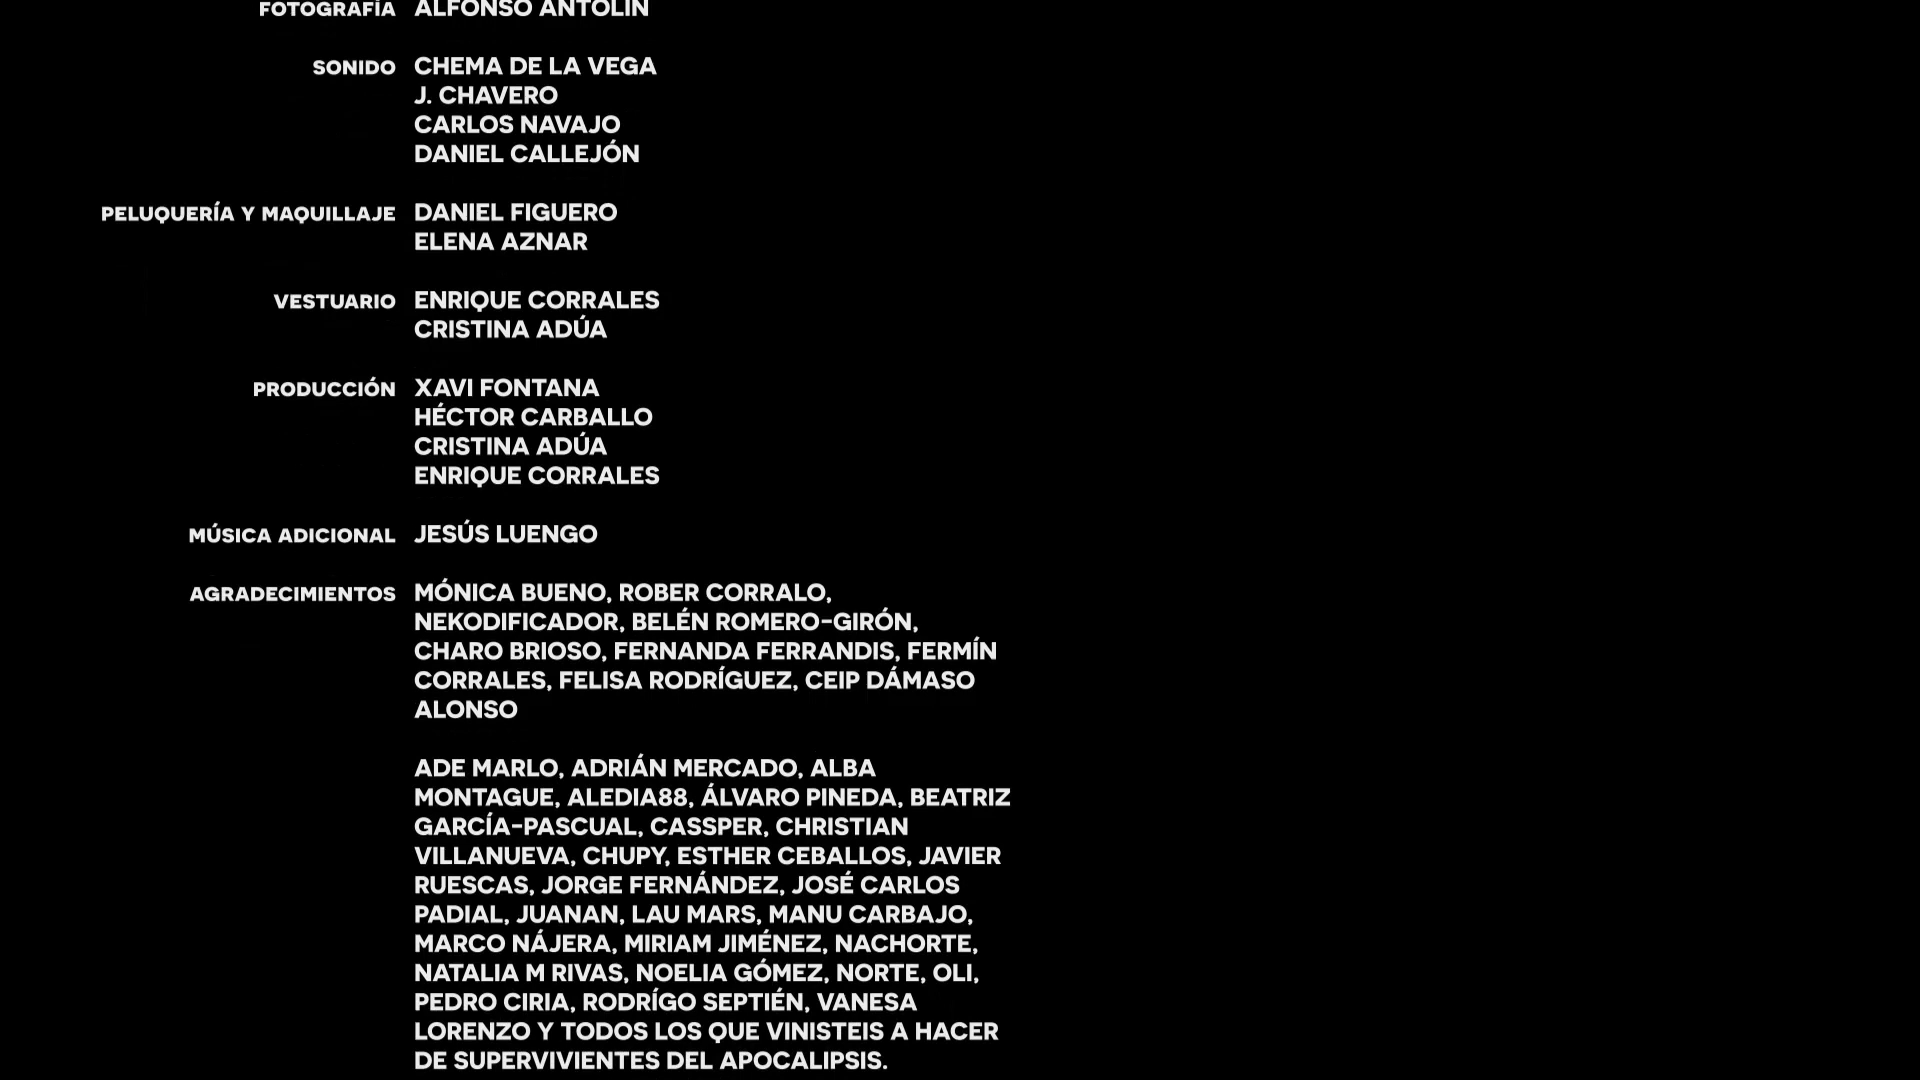 FOTOGRAFÍA ALFONSO ANTOLÍN
SONIDO CHEMA DE LA VEGA
J. CHAVERO
CARLOS NAVAJO
DANIEL CALLEJÓN
PELUQUERÍA Y MAQUILLAJE DANIEL FIGUERO
ELENA AZNAR
VESTUARIO ENRIQUE CORRALES
CRISTINA ADÚA
PRODUCCIÓN XAVI FONTANA
HÉCTOR CARBALLO
CRISTINA ADÚA
ENRIQUE CORRALES
MÚSICA ADICIONAL JESÚS LUENGO
AGRADECIMIENTOS MÓNICA BUENO, ROBER CORRALO,
NEKODIFICADOR, BELÉN ROMERO-GIRÓN,
CHARO BRIOSO, FERNANDA FERRANDIS, FERMÍN
CORRALES, FELISA RODRÍGUEZ, CEIP DÁMASO
ALONSO
ADE MARLO, ADRIÁN MERCADO, ALBA
MONTAGUE, ALEDIA88, ÁLVARO PINEDA, BEATRIZ
GARCÍA-PASCUAL, CASSPER, CHRISTIAN
VILLANUEVA, CHUPY, ESTHER CEBALLOS, JAVIER
RUESCAS, JORGE FERNÁNDEZ, JOSÉ CARLOS
PADIAL, JUANAN, LAU MARS, MANU CARBAJO,
MARCO NÁJERA, MIRIAM JIMÉNEZ, NACHORTE,
NATALIA M RIVAS, NOELIA GÓMEZ, NORTE, OLI,
PEDRO CIRIA, RODRÍGO SEPTIÉN, VANESA
LORENZO Y TODOS LOS QUE VINISTEIS A HACER
DE SUPERVIVIENTES DEL APOCALIPSIS.